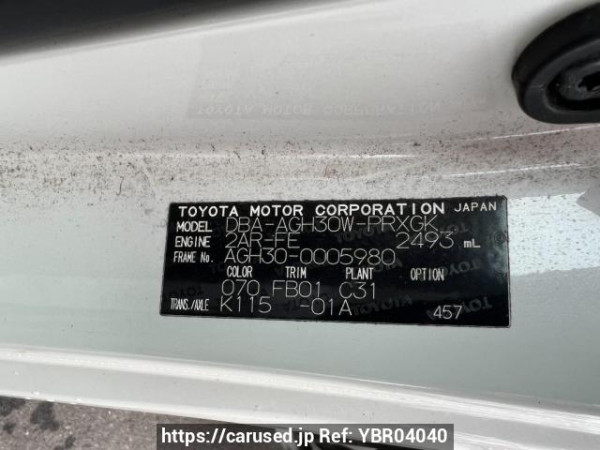 TOYOTA MOTOR CORPORATION JAPAN
MODEL DBA-AGH30W-PRXGK
ENGINE 2AR-FE 2493 mL
FRAME No. AGH30-0005980
COLOR TRIM PLANT OPTION
070 FB01 C31
TRANS./AXLE K115 -01A 457
https://carused.jp Ref: YBR04040